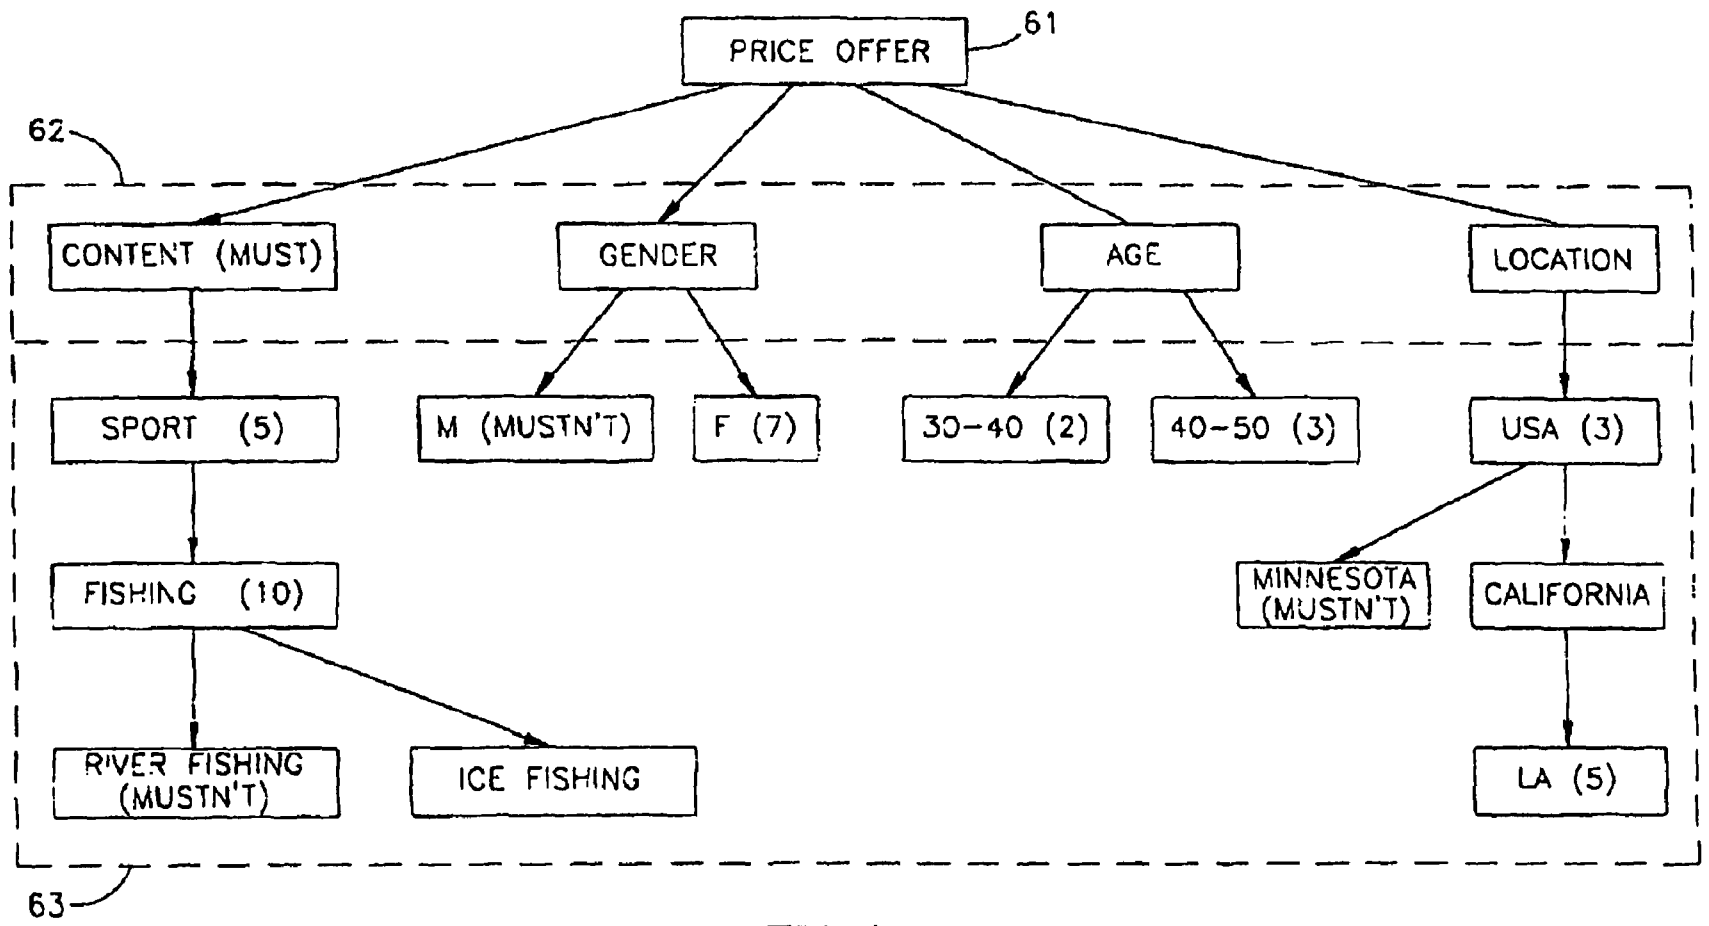 61
PRICE OFFER
62
CONTENT (MUST)
GENDER
AGE
LOCATION
SPORT (5)
M (MUSTN'T)
F (7)
30-40 (2)
40-50 (3)
USA (3)
FISHING (10)
MINNESOTA
(MUSTN'T)
CALIFORNIA
RIVER FISHING
(MUSTN'T)
ICE FISHING
LA (5)
63